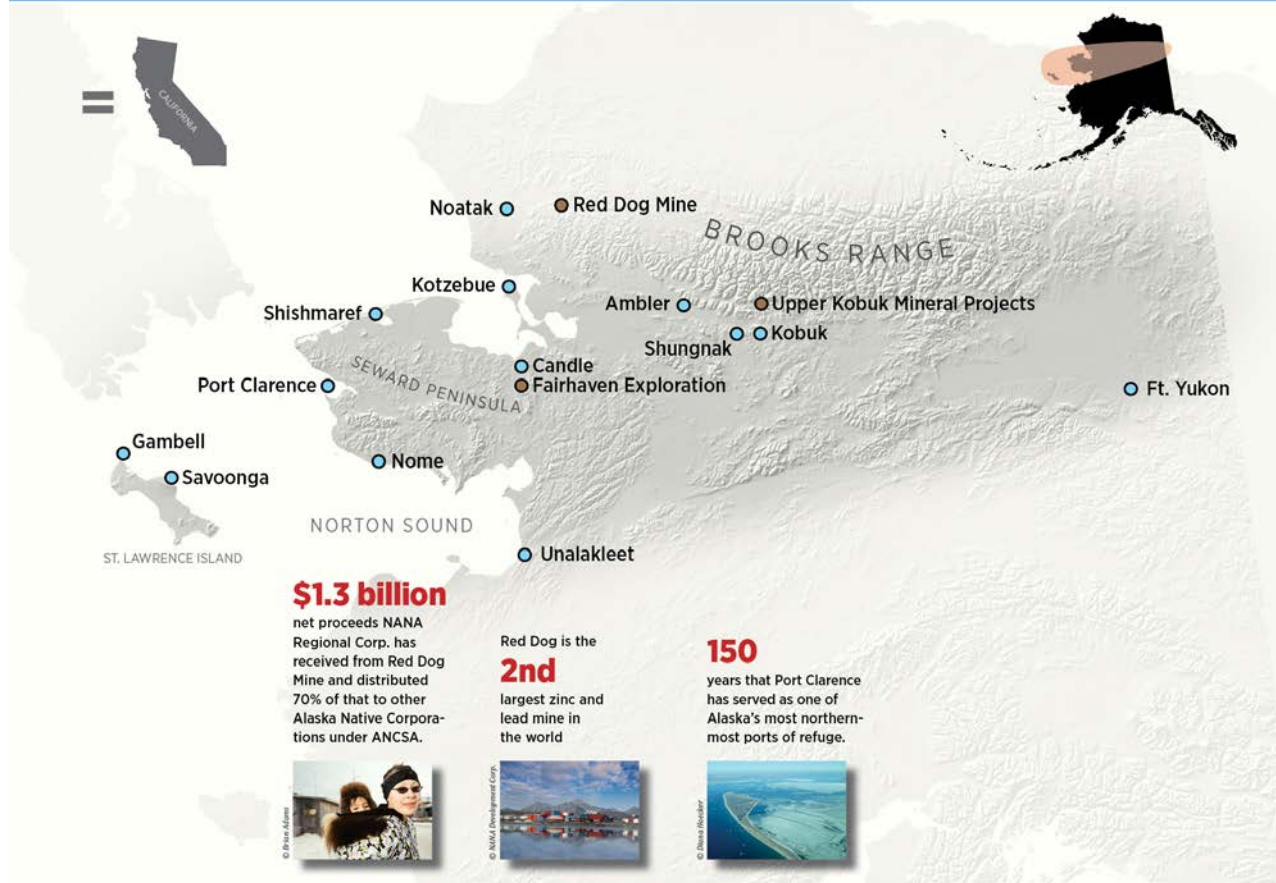 =
CALIFORNIA
Noatak
Red Dog Mine
BROOKS RANGE
Kotzebue
Ambler
Upper Kobuk Mineral Projects
Shishmaref
Shungnak
Kobuk
Candle
SEWARD PENINSULA
Port Clarence
Fairhaven Exploration
Ft. Yukon
Gambell
Nome
Savoonga
NORTON SOUND
Unalakleet
ST. LAWRENCE ISLAND
$1.3 billion
net proceeds NANA
Regional Corp. has
received from Red Dog
Mine and distributed
70% of that to other
Alaska Native Corpora-
tions under ANCSA.
© Brian Adams
Red Dog is the
2nd
largest zinc and
lead mine in
the world
© NANA Development Corp.
150
years that Port Clarence
has served as one of
Alaska's most northern-
most ports of refuge.
© Diana Haecker